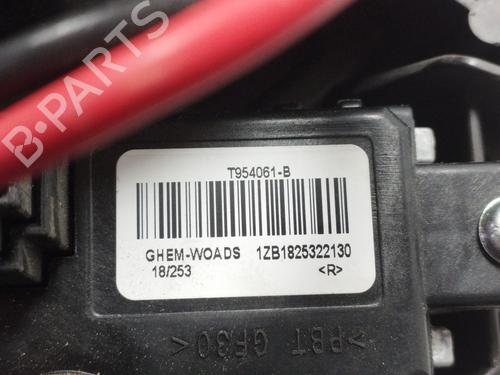 T954061-B
GHEM-WOADS 1ZB1825322130
18/253 <R>
>PBT GF30<
B-PARTS